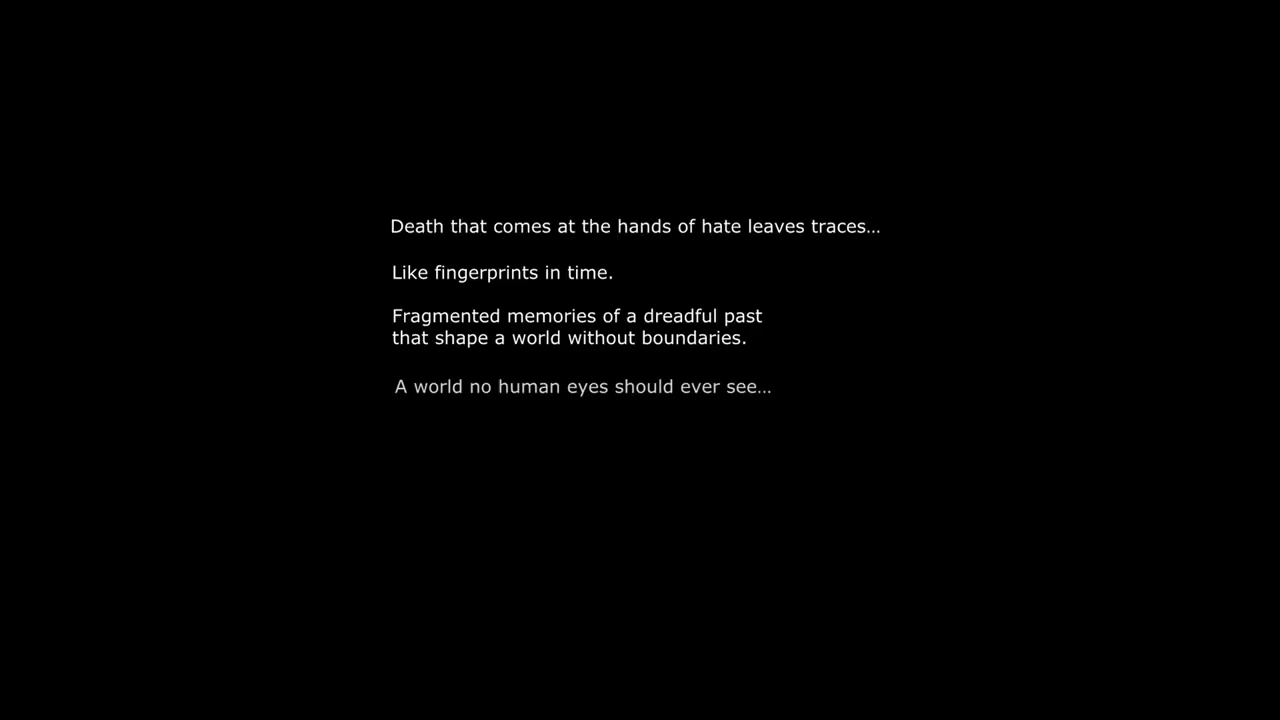 Death that comes at the hands of hate leaves traces...
Like fingerprints in time.
Fragmented memories of a dreadful past
that shape a world without boundaries.
A world no human eyes should ever see...